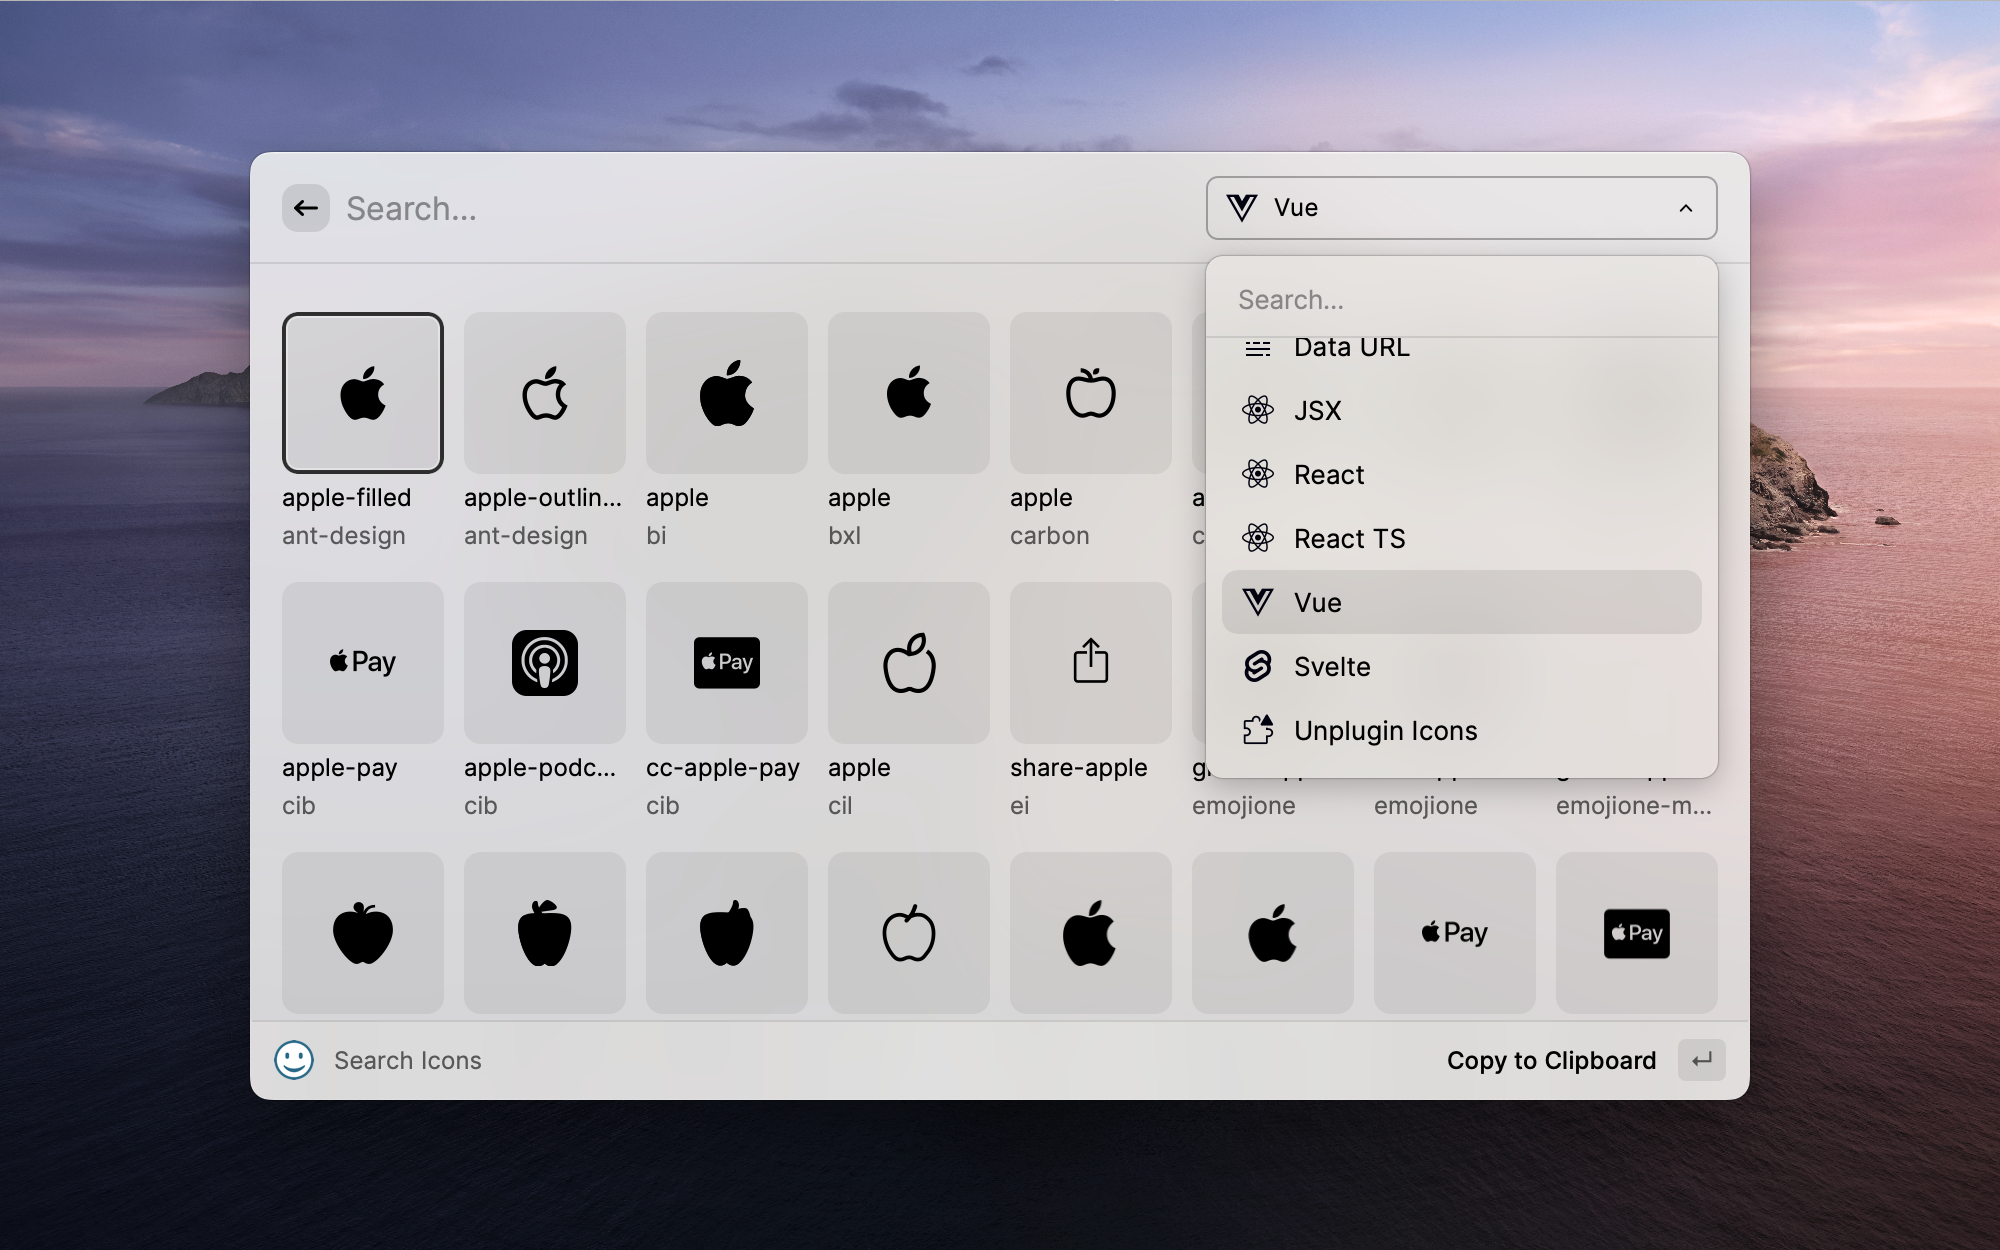 Search...
Vue
Search...
Data URL
JSX
React
React TS
Vue
Svelte
Unplugin Icons
apple-filled
ant-design
apple-outlin...
ant-design
apple
bi
apple
bxl
apple
carbon
Pay
Pay
apple-pay
cib
apple-podc...
cib
cc-apple-pay
cib
apple
cil
share-apple
ei
emojione
emojione
emojione-m...
Pay
Pay
Search Icons
Copy to Clipboard